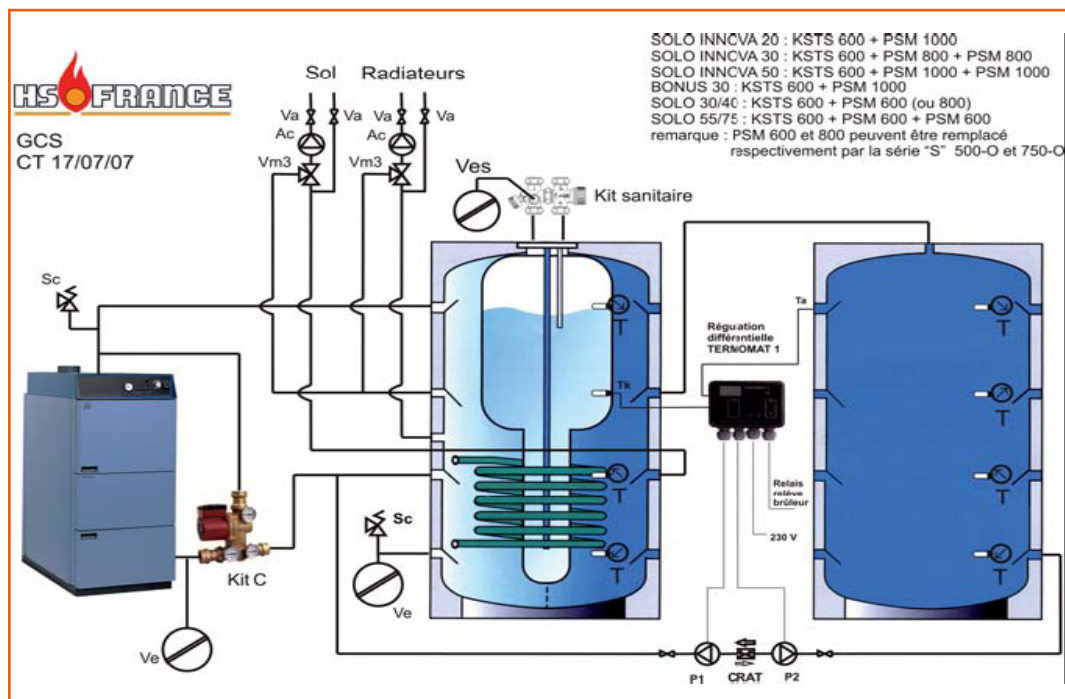 HS FRANCE
GCS
CT 17/07/07
SOLO INNOVA 20 : KSTS 600 + PSM 1000
SOLO INNOVA 30 : KSTS 600 + PSM 800 + PSM 800
SOLO INNOVA 50 : KSTS 600 + PSM 1000 + PSM 1000
BONUS 30 : KSTS 600 + PSM 1000
SOLO 30/40 : KSTS 600 + PSM 600 (ou 800)
SOLO 55/75 : KSTS 600 + PSM 600 + PSM 600
remarque : PSM 600 et 800 peuvent être remplacé
respectivement par la série "S" 500-O et 750-O
Sol
Radiateurs
Va
Va
Va
Va
Ac
Ac
Vm3
Vm3
Ves
Kit sanitaire
Sc
T
Ta
T
Régulation
différentielle
TERMOMAT 1
Tk
T
T
T
Relais
relève
brûleur
T
230 V
Sc
T
T
Kit C
Ve
Ve
P1
CRAT
P2